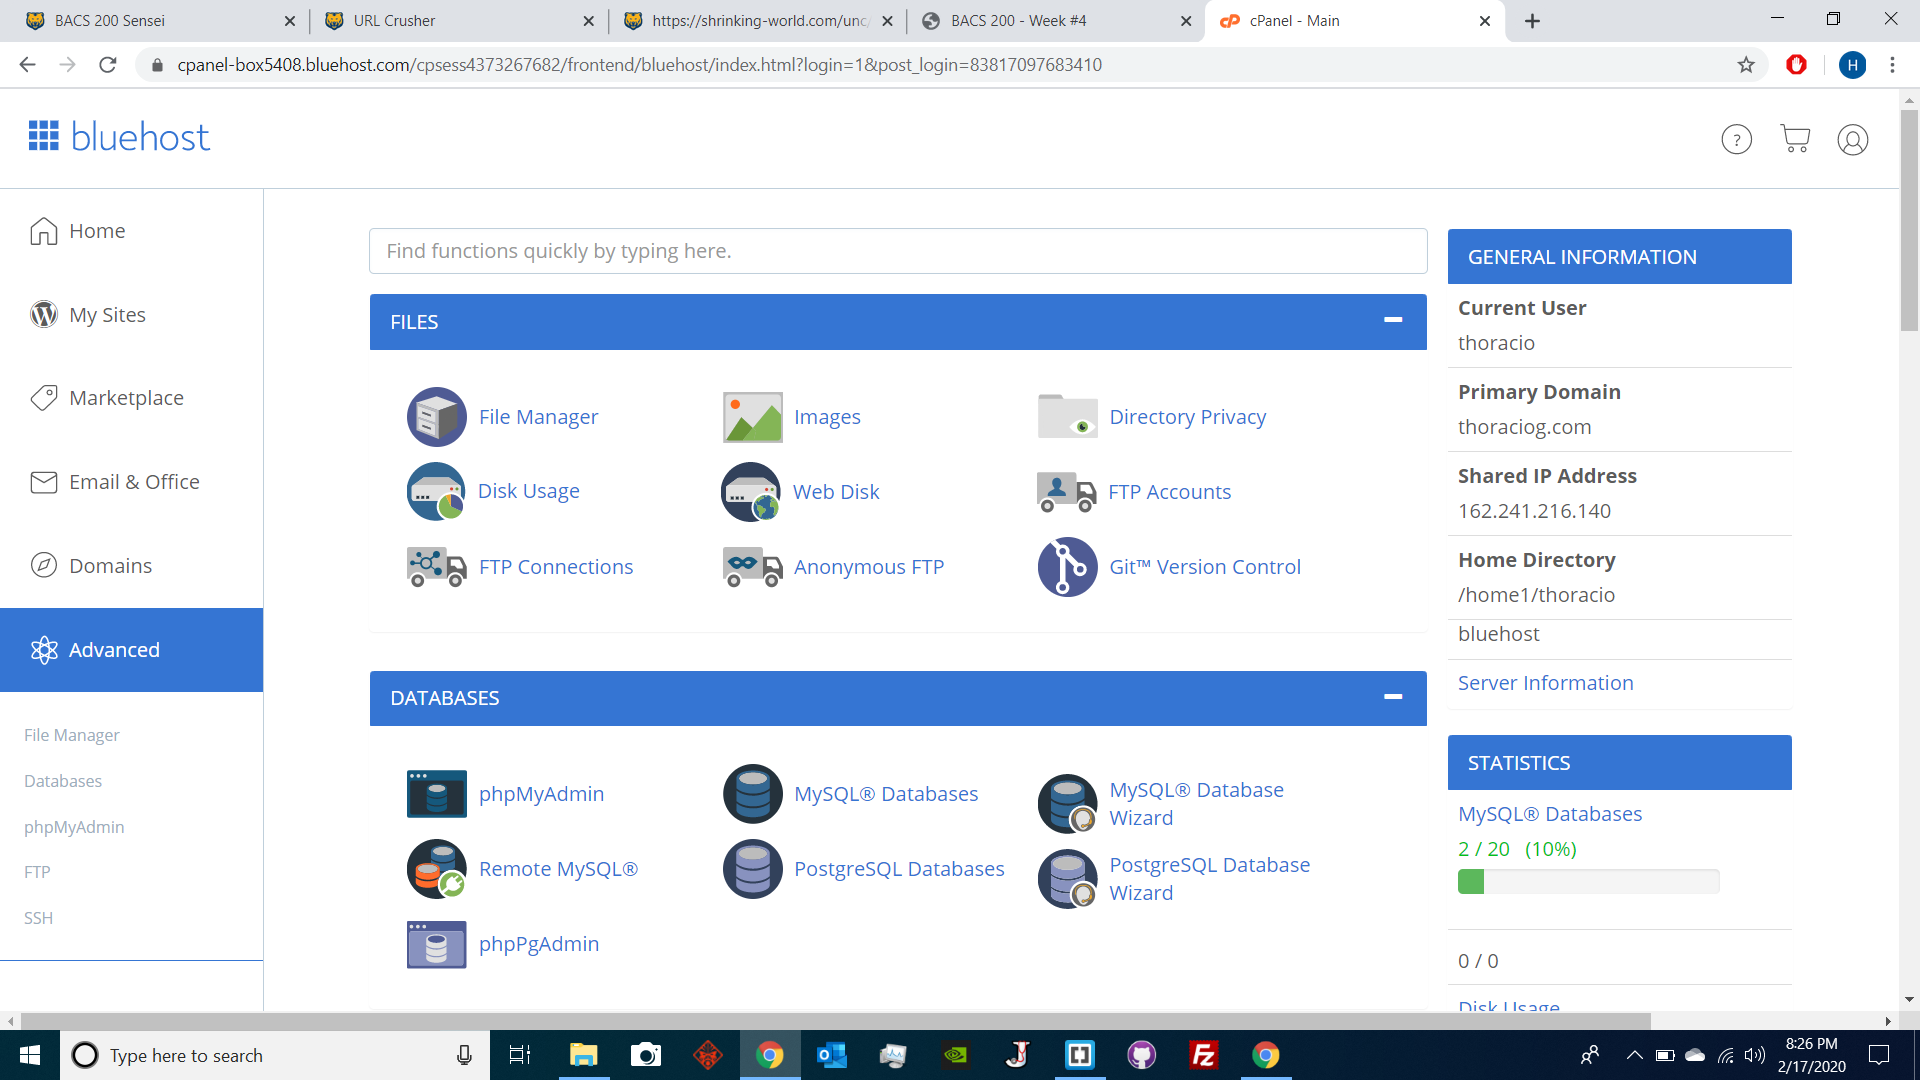 BACS 200 Sensei
URL Crusher
https://shrinking-world.com/unc/
BACS 200 - Week #4
cPanel - Main
cpanel-box5408.bluehost.com/cpsess4373267682/frontend/bluehost/index.html?login=1&post_login=83817097683410
H
bluehost
?
Home
My Sites
Marketplace
Email & Office
Domains
Advanced
File Manager
Databases
phpMyAdmin
FTP
SSH
Find functions quickly by typing here.
FILES
File Manager
Images
Directory Privacy
Disk Usage
Web Disk
FTP Accounts
FTP Connections
Anonymous FTP
Git™ Version Control
DATABASES
phpMyAdmin
MySQL® Databases
MySQL® Database
Wizard
Remote MySQL®
PostgreSQL Databases
PostgreSQL Database
Wizard
phpPgAdmin
GENERAL INFORMATION
Current User
thoracio
Primary Domain
thoraciog.com
Shared IP Address
162.241.216.140
Home Directory
/home1/thoracio
bluehost
Server Information
STATISTICS
MySQL® Databases
2 / 20 (10%)
0 / 0
Disk Usage
Type here to search
8:26 PM
2/17/2020